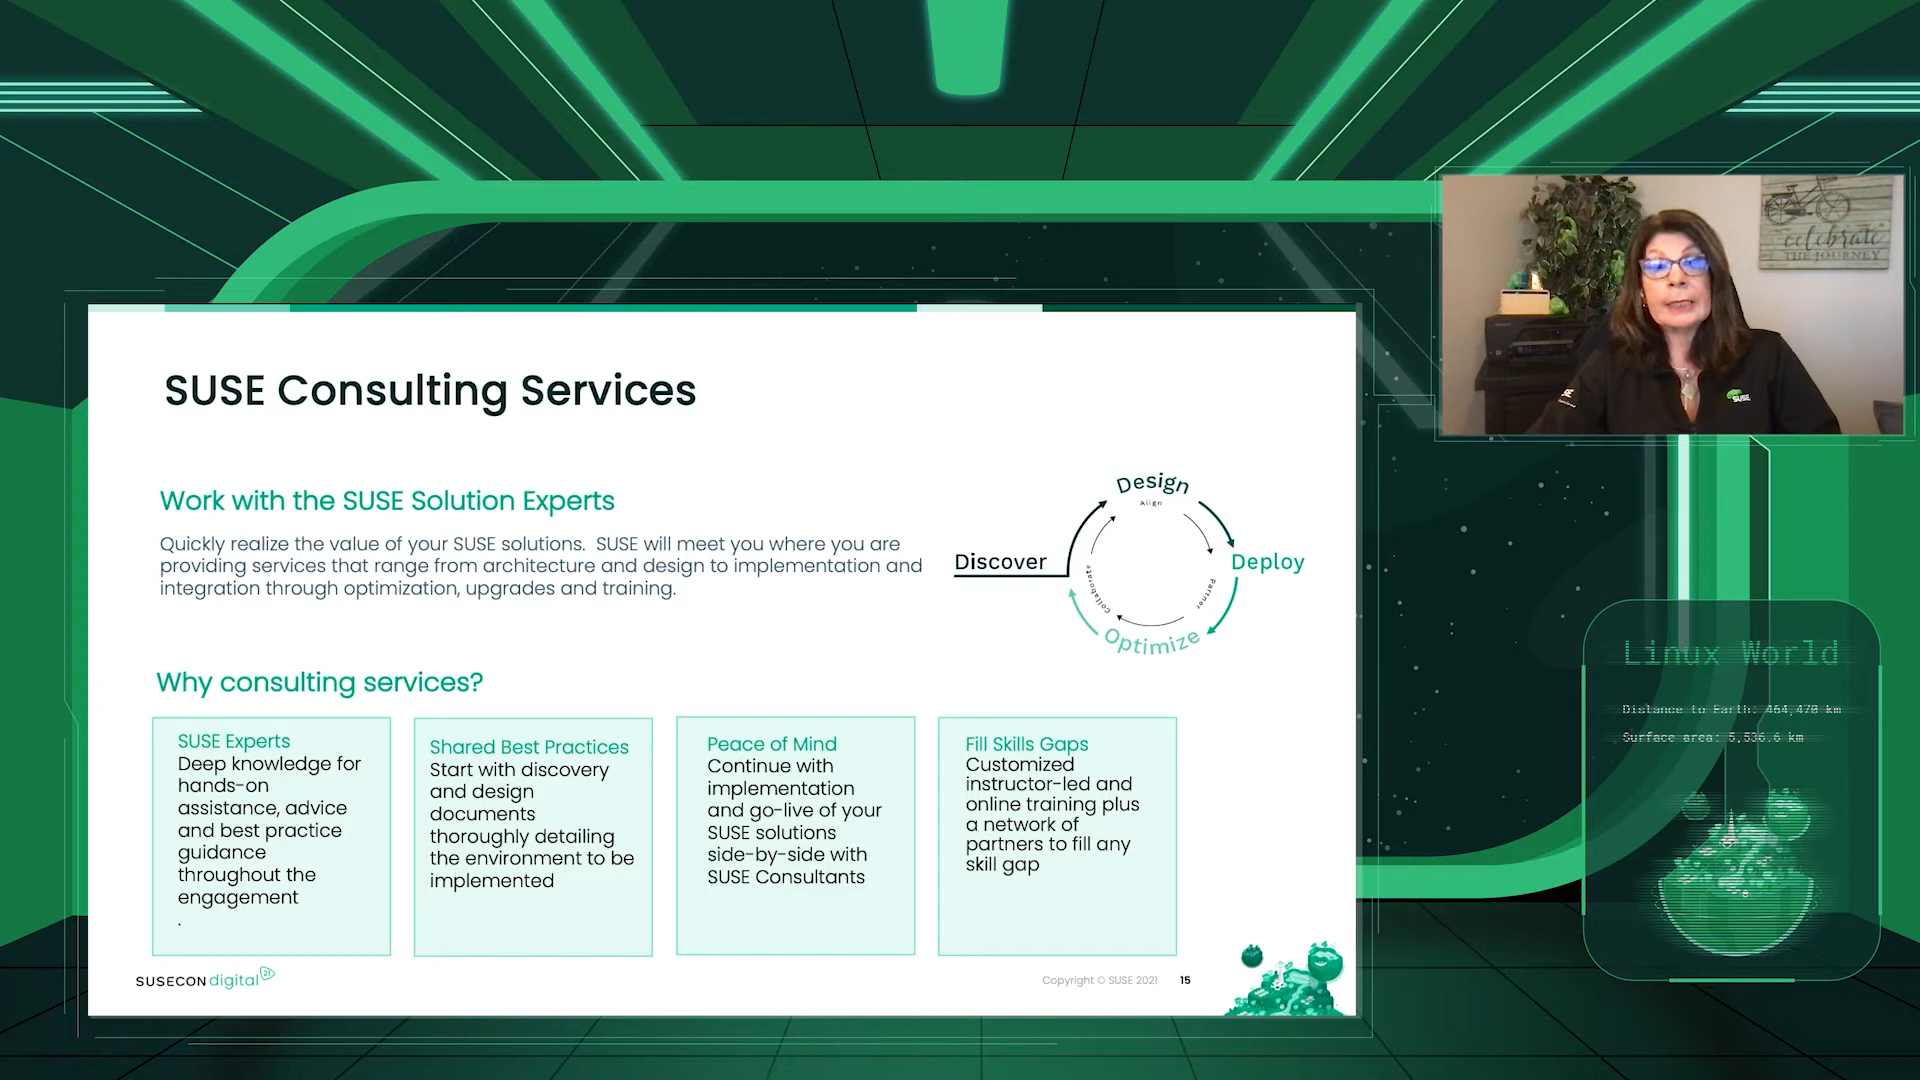 celebrate
THE JOURNEY
SUSE
SUSE Consulting Services
Work with the SUSE Solution Experts
Quickly realize the value of your SUSE solutions.  SUSE will meet you where you are
providing services that range from architecture and design to implementation and
integration through optimization, upgrades and training.
Discover
Design
Align
Deploy
Partner
Optimize
Collaborate
Why consulting services?
SUSE Experts
Deep knowledge for
hands-on
assistance, advice
and best practice
guidance
throughout the
engagement
.
Shared Best Practices
Start with discovery
and design
documents
thoroughly detailing
the environment to be
implemented
Peace of Mind
Continue with
implementation
and go-live of your
SUSE solutions
side-by-side with
SUSE Consultants
Fill Skills Gaps
Customized
instructor-led and
online training plus
a network of
partners to fill any
skill gap
SUSECON digital 21
Copyright © SUSE 2021
15
Linux World
Distance to Earth: 464,470 km
Surface area: 5,536.6 km